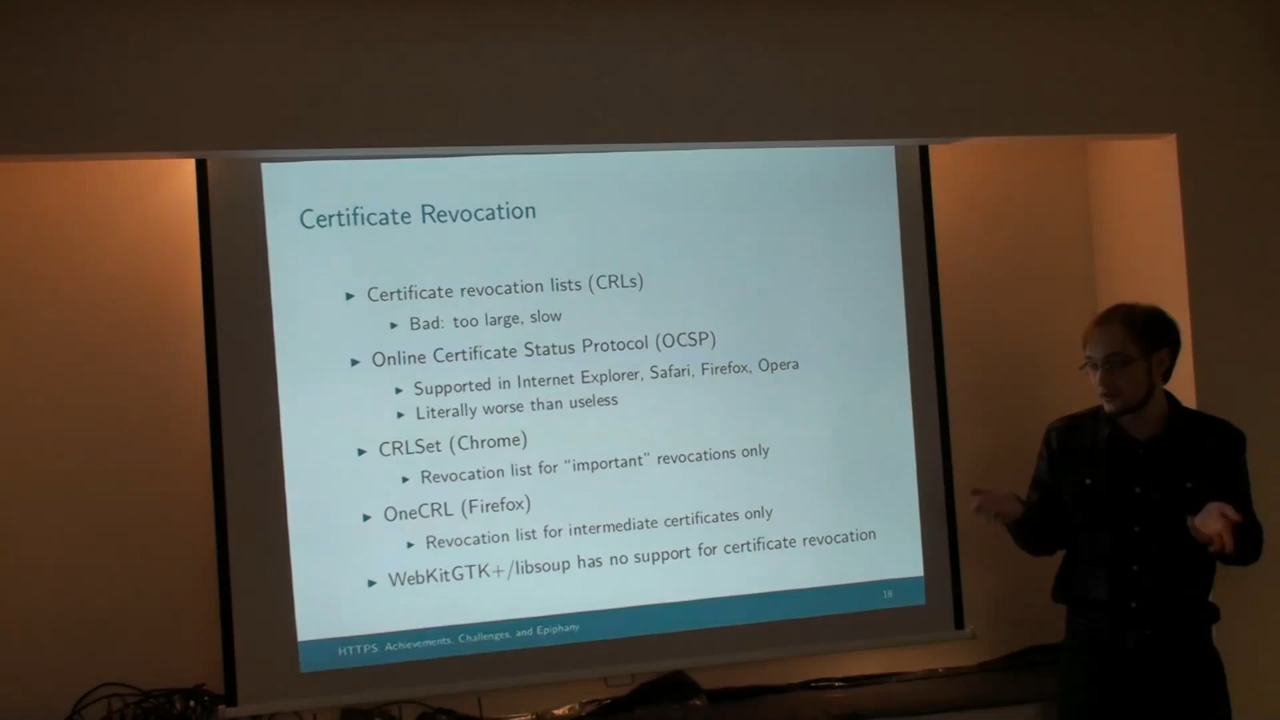 Certificate Revocation
► Certificate revocation lists (CRLs)
► Bad: too large, slow
► Online Certificate Status Protocol (OCSP)
► Supported in Internet Explorer, Safari, Firefox, Opera
► Literally worse than useless
► CRLSet (Chrome)
► Revocation list for "important" revocations only
► OneCRL (Firefox)
► Revocation list for intermediate certificates only
► WebKitGTK+/libsoup has no support for certificate revocation
HTTPS: Achievements, Challenges, and Epiphany